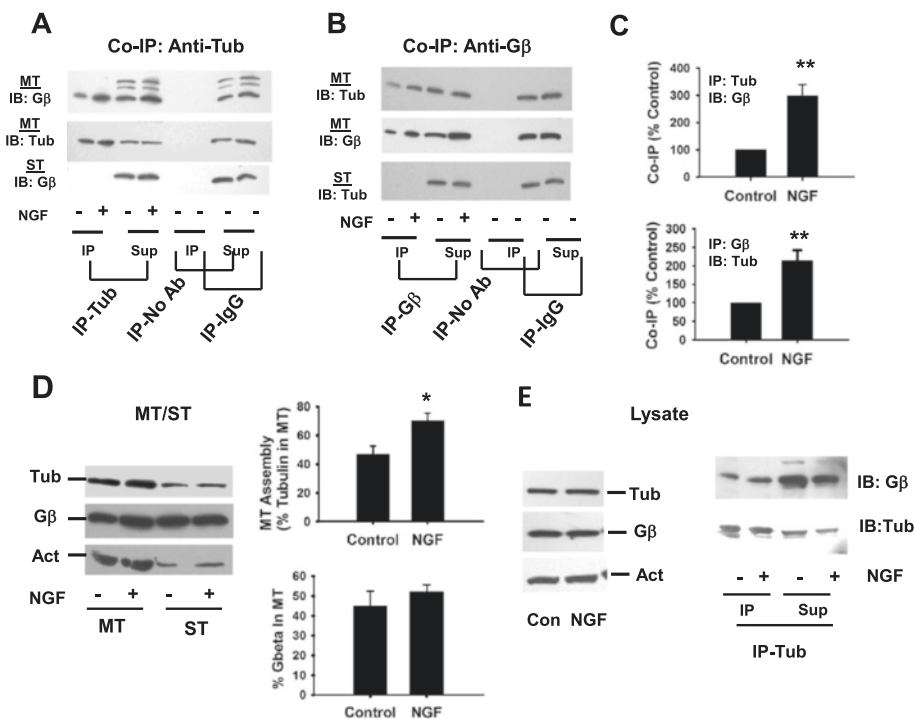 A
Co-IP: Anti-Tub
MT
IB: Gβ
MT
IB: Tub
ST
IB: Gβ
NGF - + - + - - - -
IP Sup IP Sup
IP-Tub
IP-No Ab
IP-IgG
B
Co-IP: Anti-Gβ
MT
IB: Tub
MT
IB: Gβ
ST
IB: Tub
NGF - + - + - - - -
IP Sup IP Sup
IP-Gβ
IP-No Ab
IP-IgG
C
Co-IP (% Control)
400
300
200
100
0
IP: Tub
IB: Gβ
**
Control NGF
Co-IP (% Control)
250
200
150
100
50
0
IP: Gβ
IB: Tub
**
Control NGF
D
MT/ST
Tub
Gβ
Act
NGF - + - +
MT ST
MT Assembly
(% Tubulin in MT)
80
60
40
20
0
*
Control NGF
% Gbeta In MT
60
50
40
30
20
10
0
Control NGF
E
Lysate
Tub
Gβ
Act
Con NGF
IB: Gβ
IB:Tub
- + - + NGF
IP Sup
IP-Tub